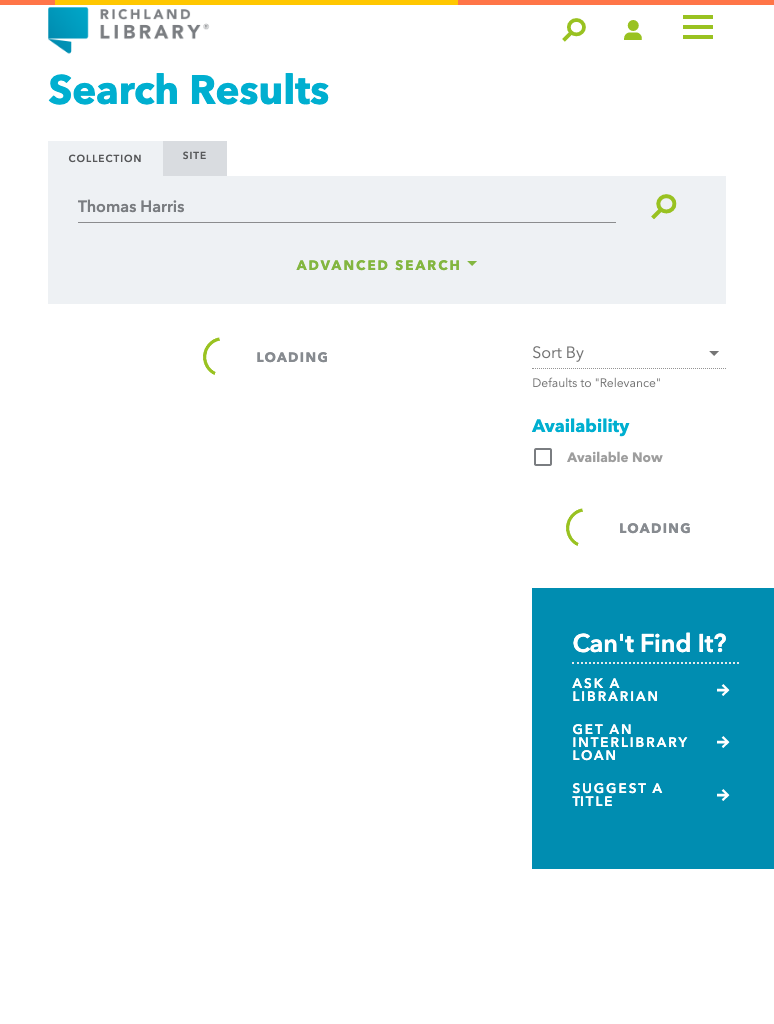 RICHLAND
LIBRARY®
Search Results
COLLECTION
SITE
Thomas Harris
ADVANCED SEARCH
LOADING
Sort By
Defaults to "Relevance"
Availability
Available Now
LOADING
Can't Find It?
ASK A
LIBRARIAN
GET AN
INTERLIBRARY
LOAN
SUGGEST A
TITLE